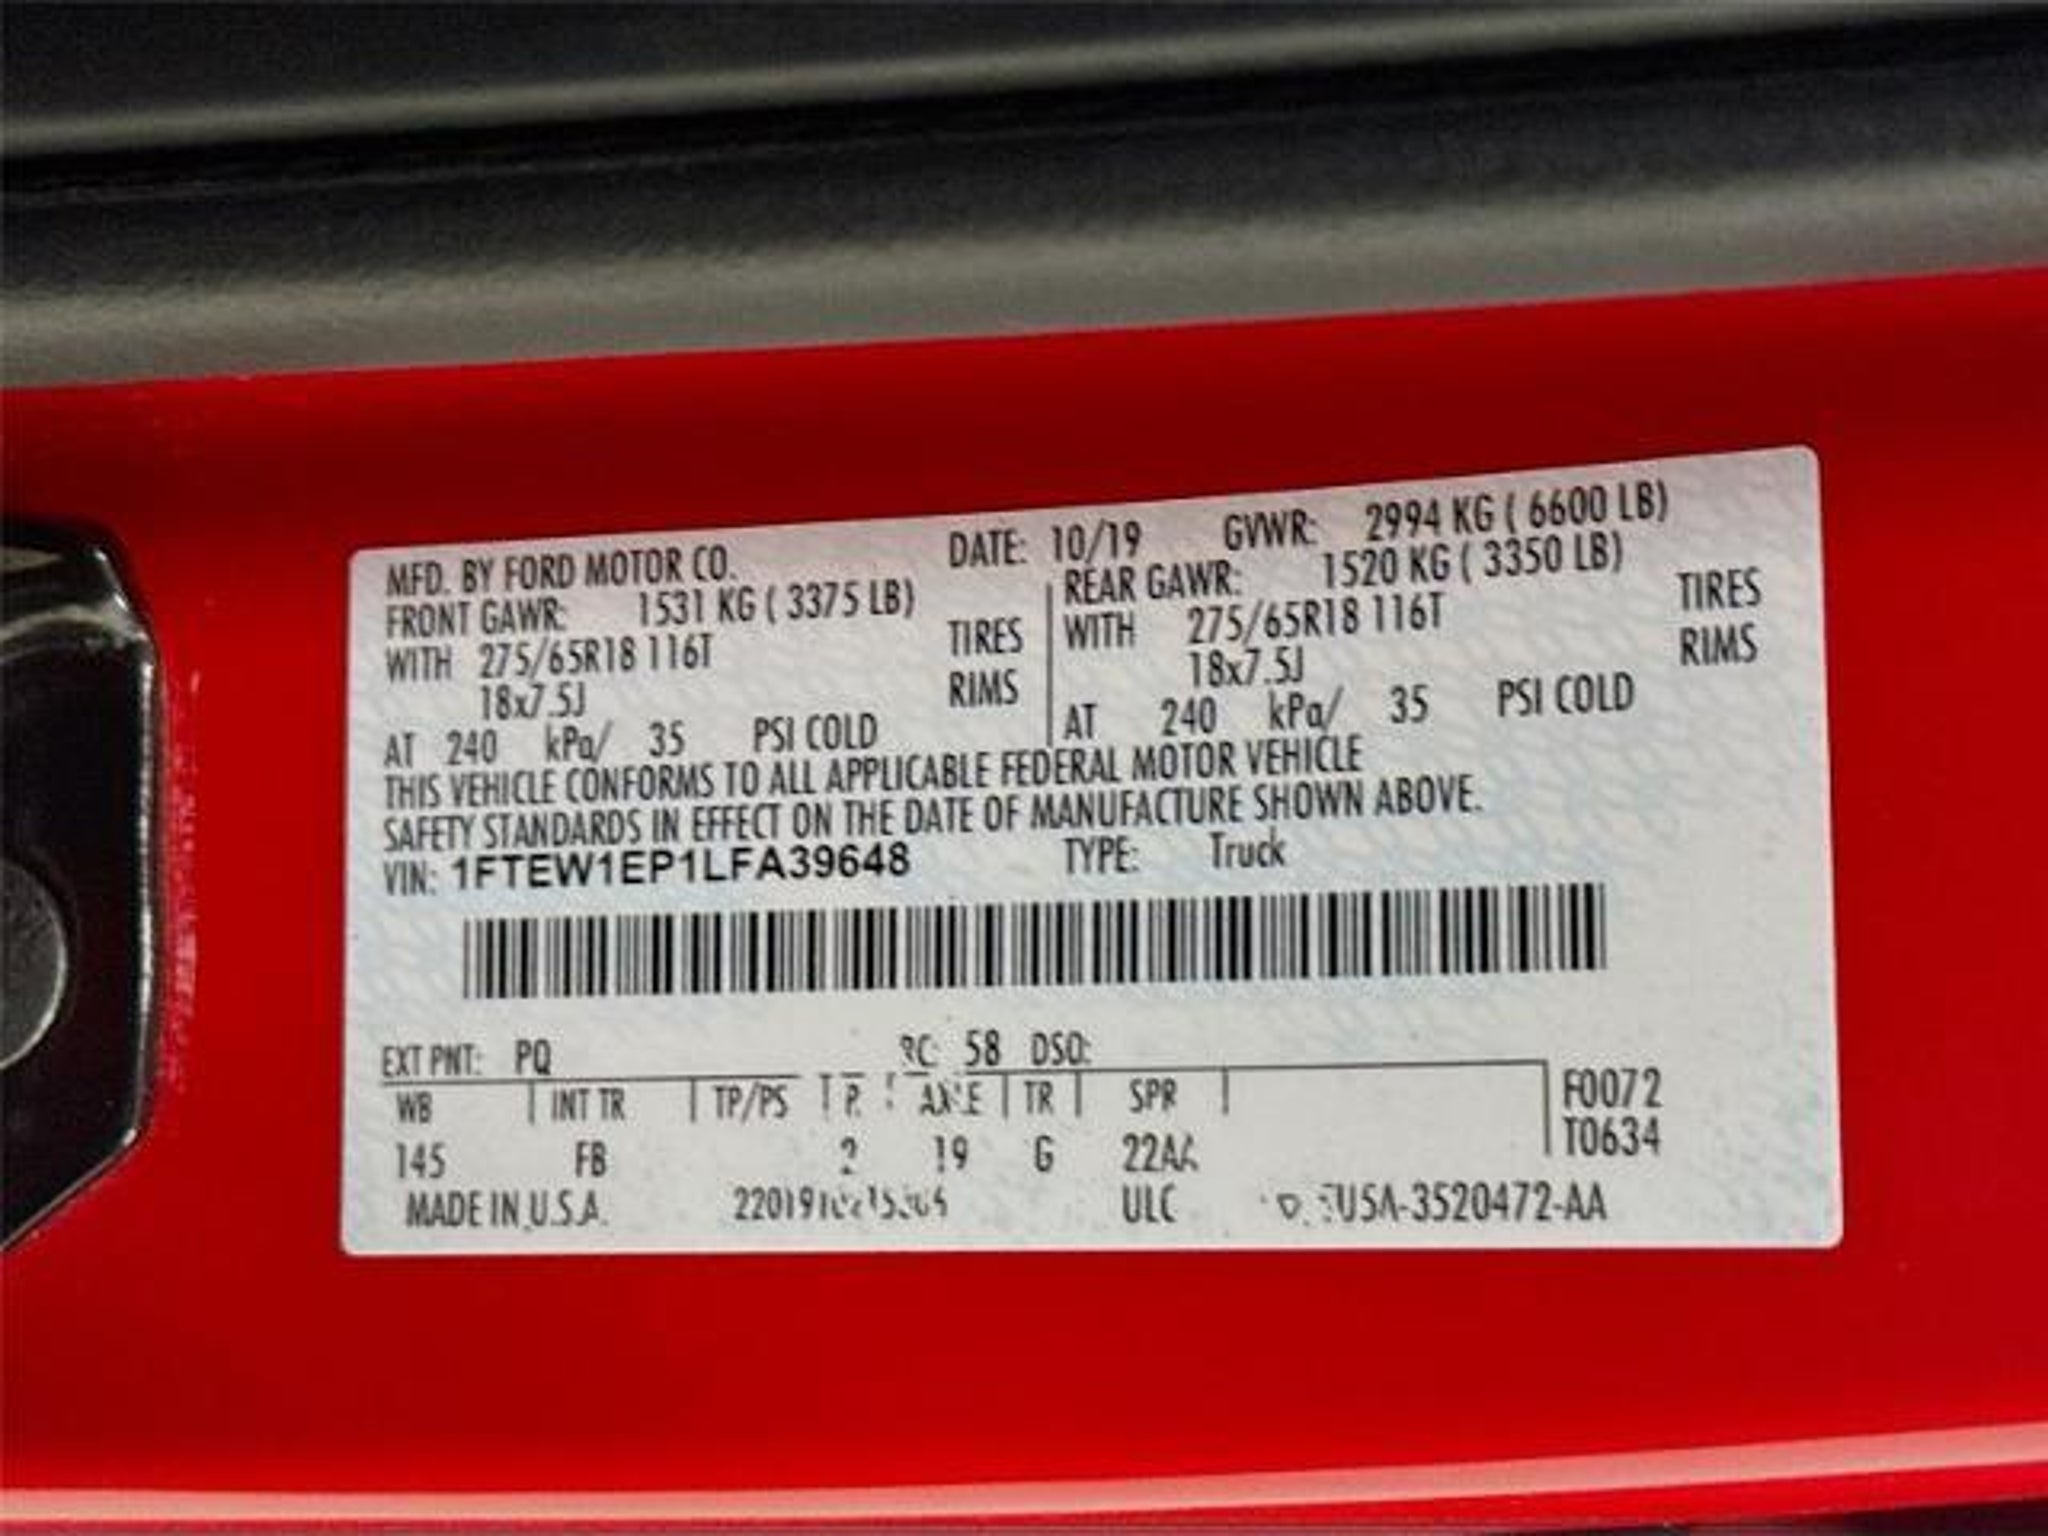 MFD. BY FORD MOTOR CO. DATE: 10/19 GVWR: 2994 KG ( 6600 LB)
FRONT GAWR: 1531 KG ( 3375 LB) REAR GAWR: 1520 KG ( 3350 LB)
WITH 275/65R18 116T TIRES WITH 275/65R18 116T TIRES
18x7.5J RIMS 18x7.5J RIMS
AT 240 kPa/ 35 PSI COLD AT 240 kPa/ 35 PSI COLD
THIS VEHICLE CONFORMS TO ALL APPLICABLE FEDERAL MOTOR VEHICLE
SAFETY STANDARDS IN EFFECT ON THE DATE OF MANUFACTURE SHOWN ABOVE.
VIN: 1FTEW1EP1LFA39648 TYPE: Truck
EXT PNT: PQ RC: 58 DSO:
WB INT TR TP/PS R AXLE TR SPR F0072
145 FB 2 19 G 22AA T0634
MADE IN U.S.A. ULC